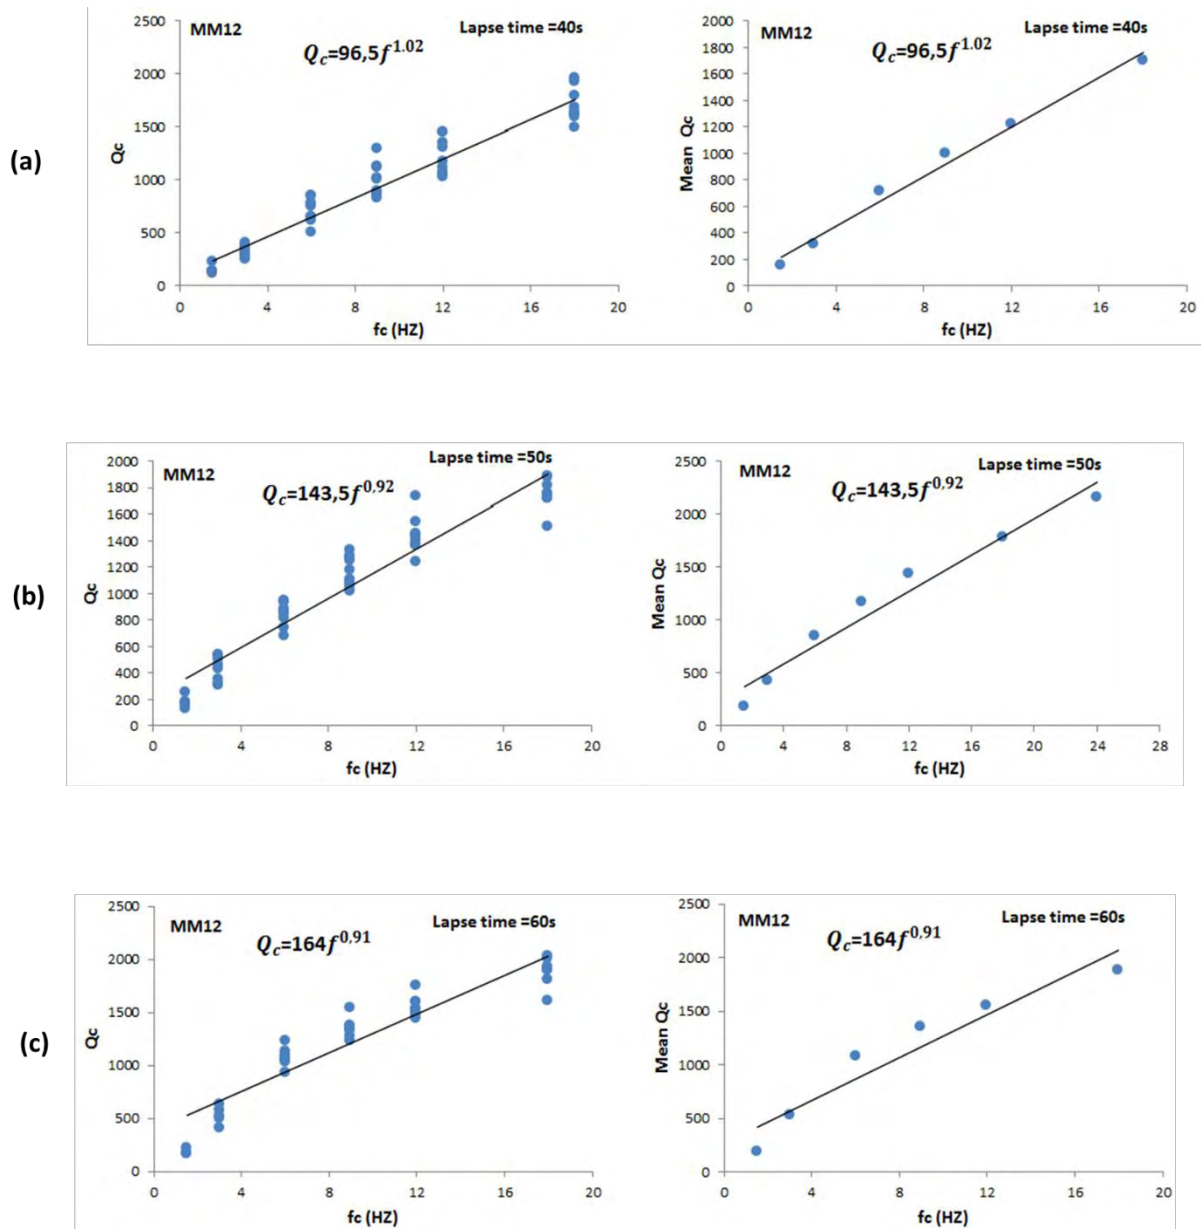 (a)
MM12 Lapse time =40s
Qc=96,5f^1.02
2500
2000
1500
1000
500
0
Qc
0 4 8 12 16 20
fc (HZ)
MM12 Lapse time =40s
Qc=96,5f^1.02
2000
1800
1600
1400
1200
1000
800
600
400
200
0
Mean Qc
0 4 8 12 16 20
fc (HZ)
(b)
MM12 Lapse time =50s
Qc=143,5f^0,92
2000
1800
1600
1400
1200
1000
800
600
400
200
0
Qc
0 4 8 12 16 20
fc (HZ)
MM12 Lapse time =50s
Qc=143,5f^0,92
2500
2000
1500
1000
500
0
Mean Qc
0 4 8 12 16 20 24 28
fc (HZ)
(c)
MM12 Lapse time =60s
Qc=164f^0,91
2500
2000
1500
1000
500
0
Qc
0 4 8 12 16 20
fc (HZ)
MM12 Lapse time =60s
Qc=164f^0,91
2500
2000
1500
1000
500
0
Mean Qc
0 4 8 12 16 20
fc (HZ)